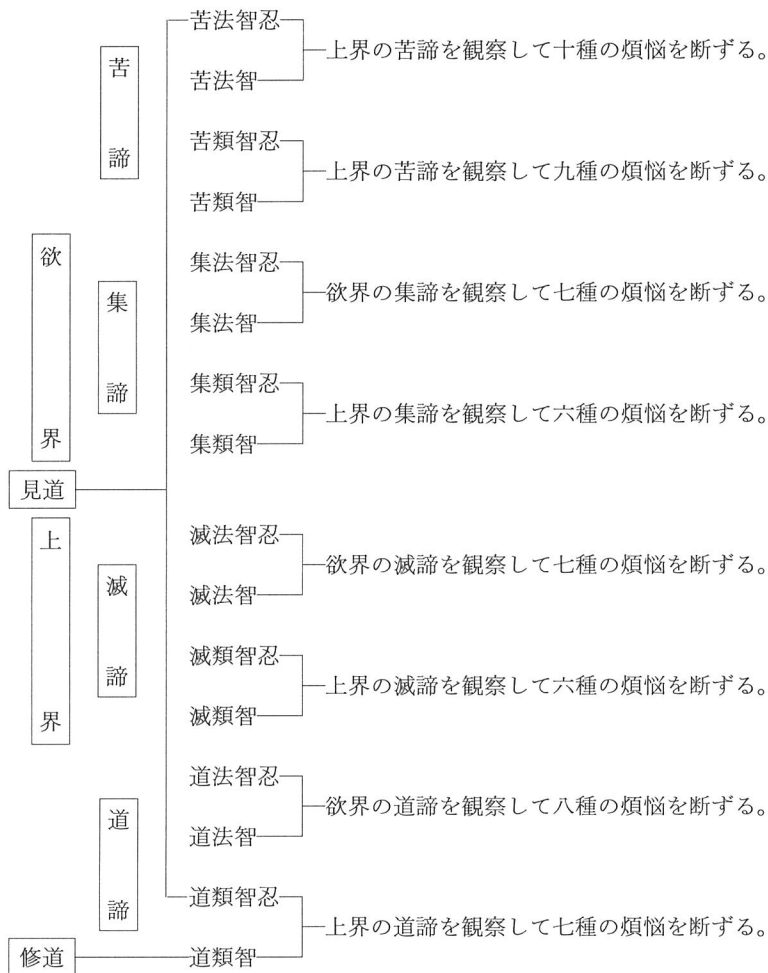 苦諦
苦法智忍
苦法智
上界の苦諦を観察して十種の煩悩を断ずる。
苦類智忍
苦類智
上界の苦諦を観察して九種の煩悩を断ずる。
欲界
集諦
集法智忍
集法智
欲界の集諦を観察して七種の煩悩を断ずる。
集類智忍
集類智
上界の集諦を観察して六種の煩悩を断ずる。
見道
上界
滅諦
滅法智忍
滅法智
欲界の滅諦を観察して七種の煩悩を断ずる。
滅類智忍
滅類智
上界の滅諦を観察して六種の煩悩を断ずる。
道諦
道法智忍
道法智
欲界の道諦を観察して八種の煩悩を断ずる。
道類智忍
道類智
上界の道諦を観察して七種の煩悩を断ずる。
修道